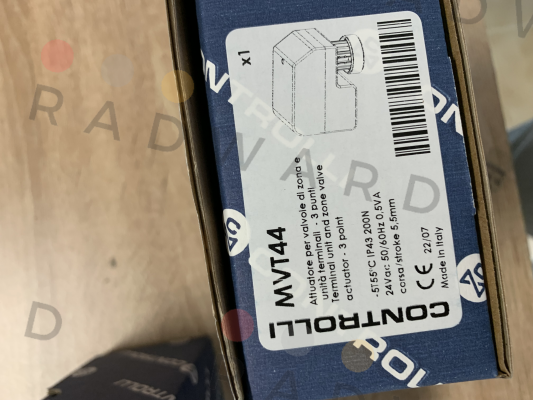 x1
MVT44
Attuatore per valvole di zona e
unità terminali - 3 punti
Terminal unit and zone valve
actuator - 3 point
-5T55°C IP43 200N
24Vac 50/60Hz 0,5VA
corsa/stroke 5,5mm
CE 22/07
Made in Italy
CONTROLLI
CONTROLLI
RADWARD
D